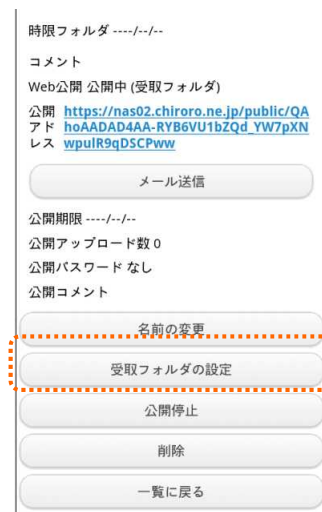 時限フォルダ ----/--/--
コメント
Web公開 公開中 (受取フォルダ)
公開 https://nas02.chiroro.ne.jp/public/QA
アド hoAADAD4AA-RYB6VU1bZQd_YW7pXN
レス wpulR9qDSCPww
メール送信
公開期限 ----/--/--
公開アップロード数 0
公開パスワード なし
公開コメント
名前の変更
受取フォルダの設定
公開停止
削除
一覧に戻る